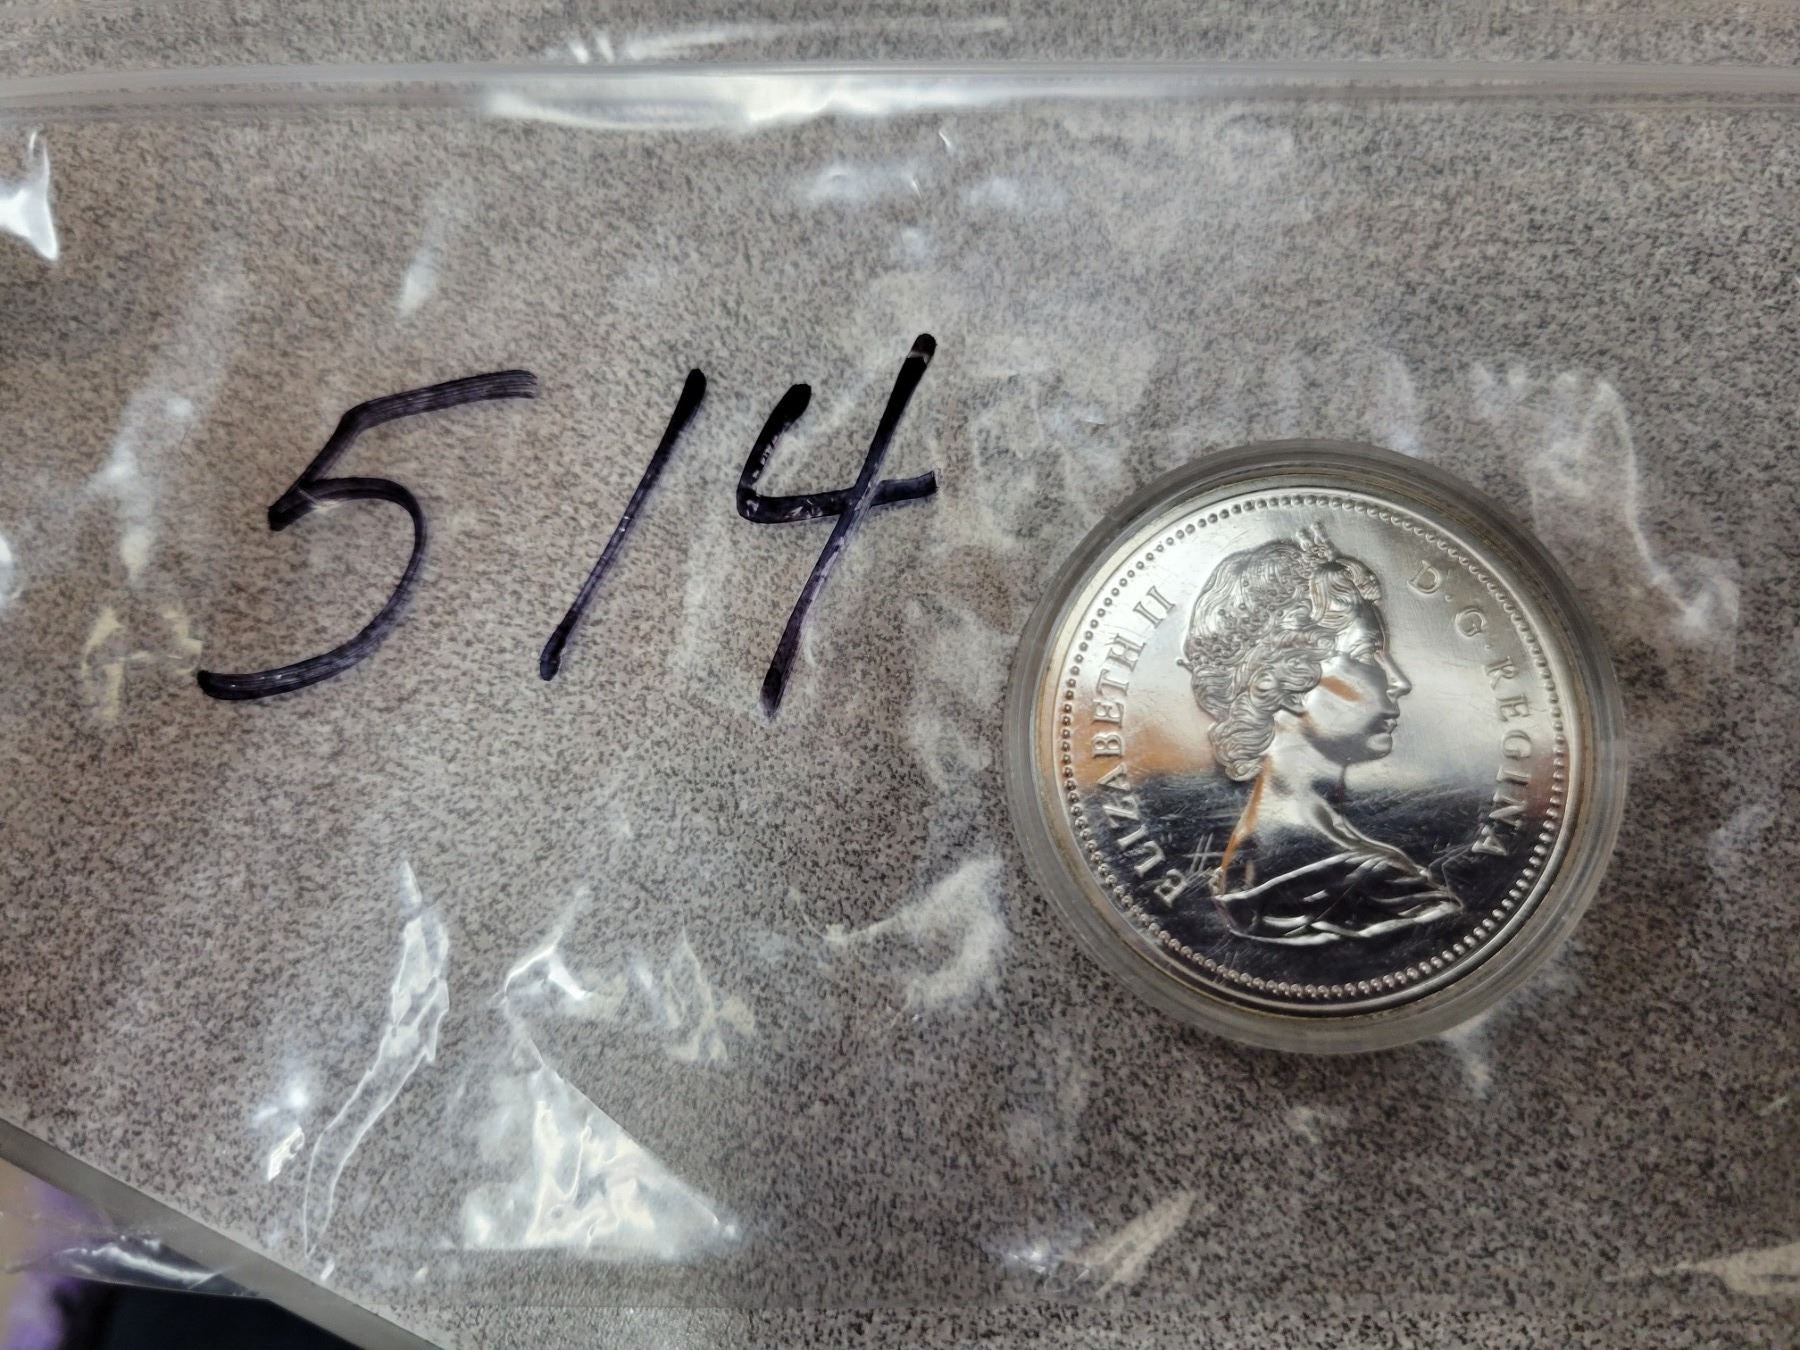 514
ELIZABETH II D·G·REGINA